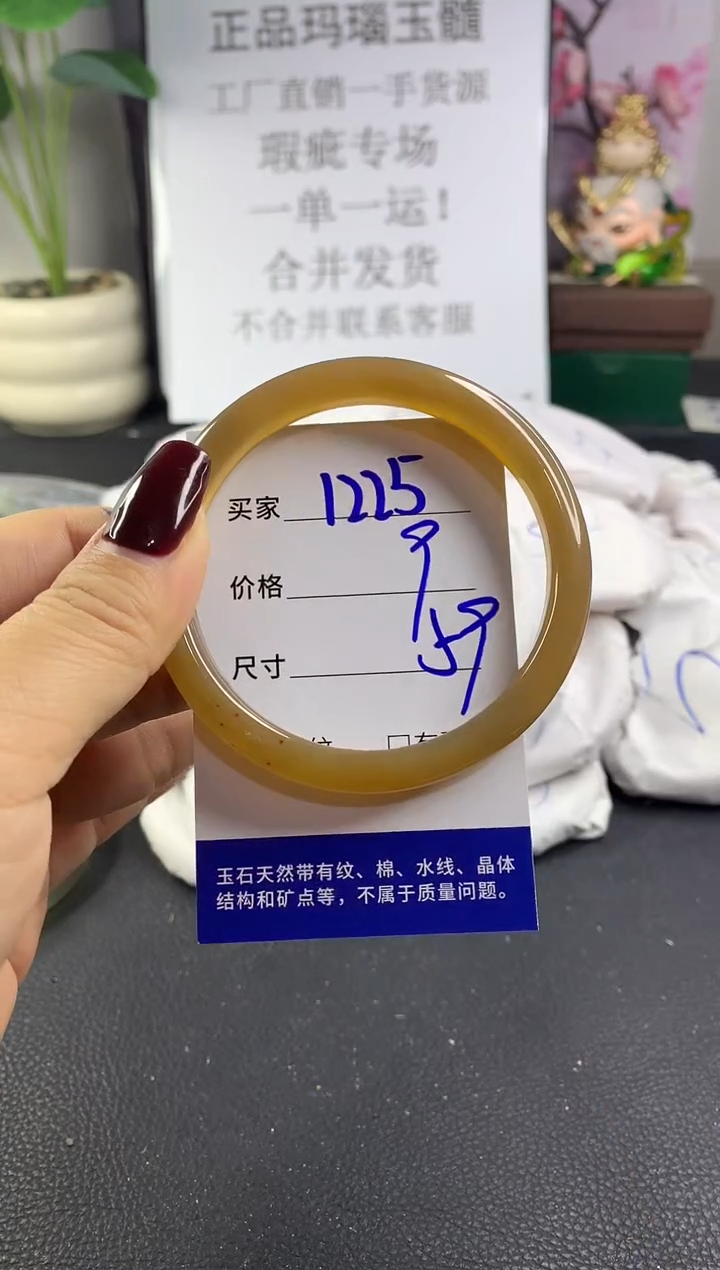 正品玛瑙玉髓
工厂直销一手货源
瑕疵专场
一单一运!
合并发货
不合并联系客服
买家 1225
价格 9
尺寸 59
纹 □有
玉石天然带有纹、棉、水线、晶体
结构和矿点等，不属于质量问题。